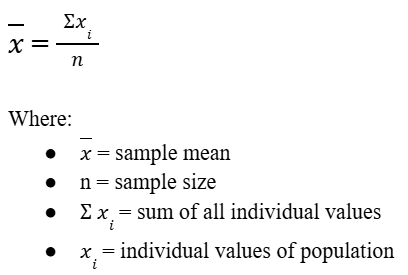 x̄ = Σxᵢ / n
Where:
● x̄ = sample mean
● n = sample size
● Σ xᵢ = sum of all individual values
● xᵢ = individual values of population